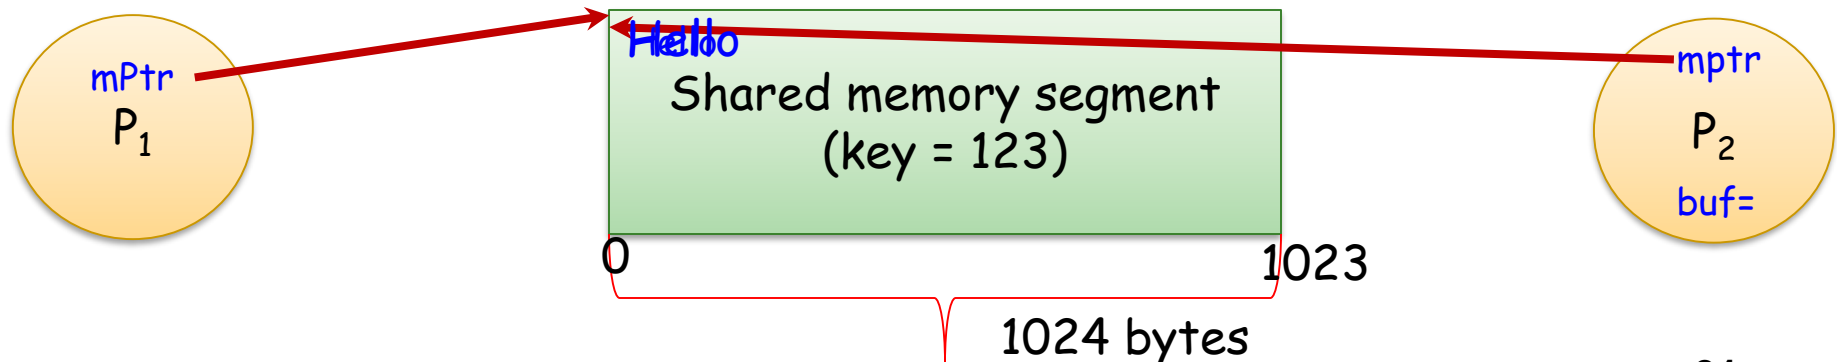 mPtr
P1
Hello
Shared memory segment
(key = 123)
mptr
P2
buf=
0
1023
1024 bytes